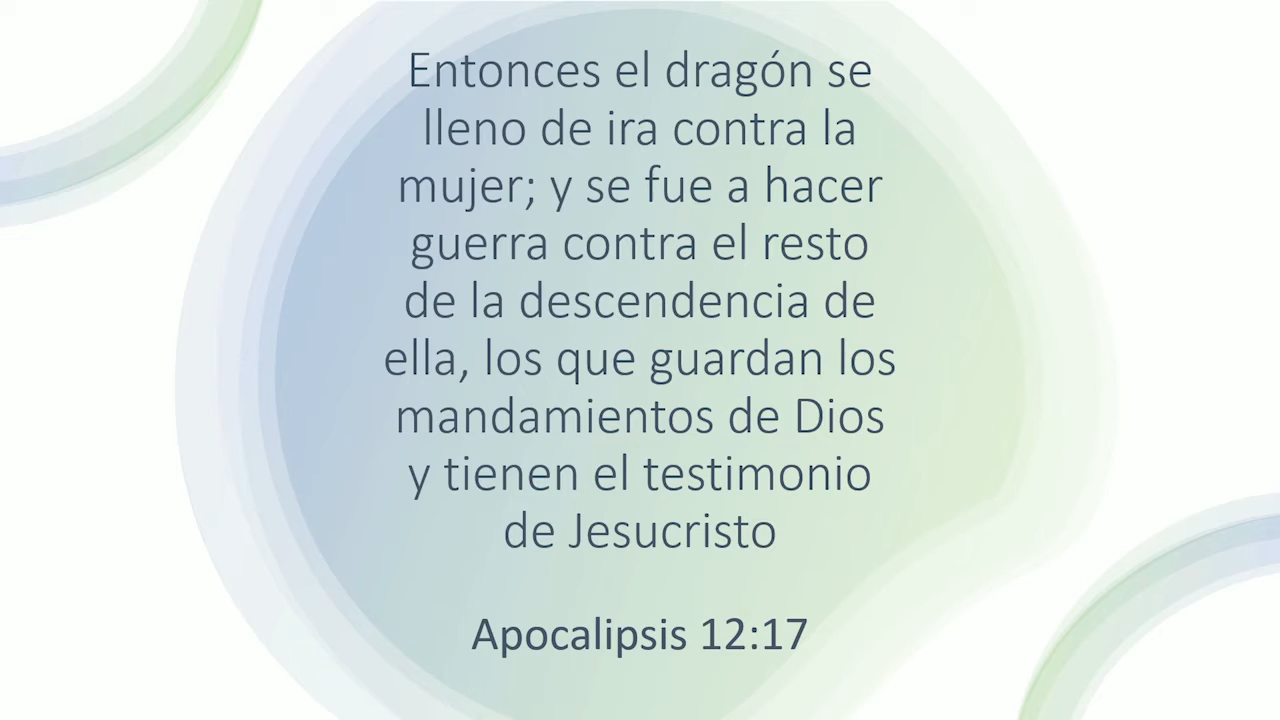 Entonces el dragón se
lleno de ira contra la
mujer; y se fue a hacer
guerra contra el resto
de la descendencia de
ella, los que guardan los
mandamientos de Dios
y tienen el testimonio
de Jesucristo
Apocalipsis 12:17